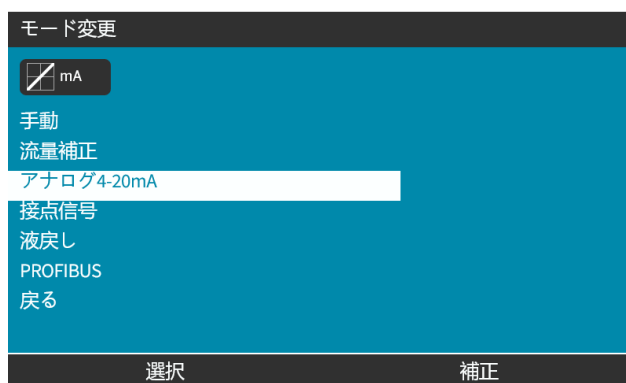 モード変更
mA
手動
流量補正
アナログ4-20mA
接点信号
液戻し
PROFIBUS
戻る
選択 補正